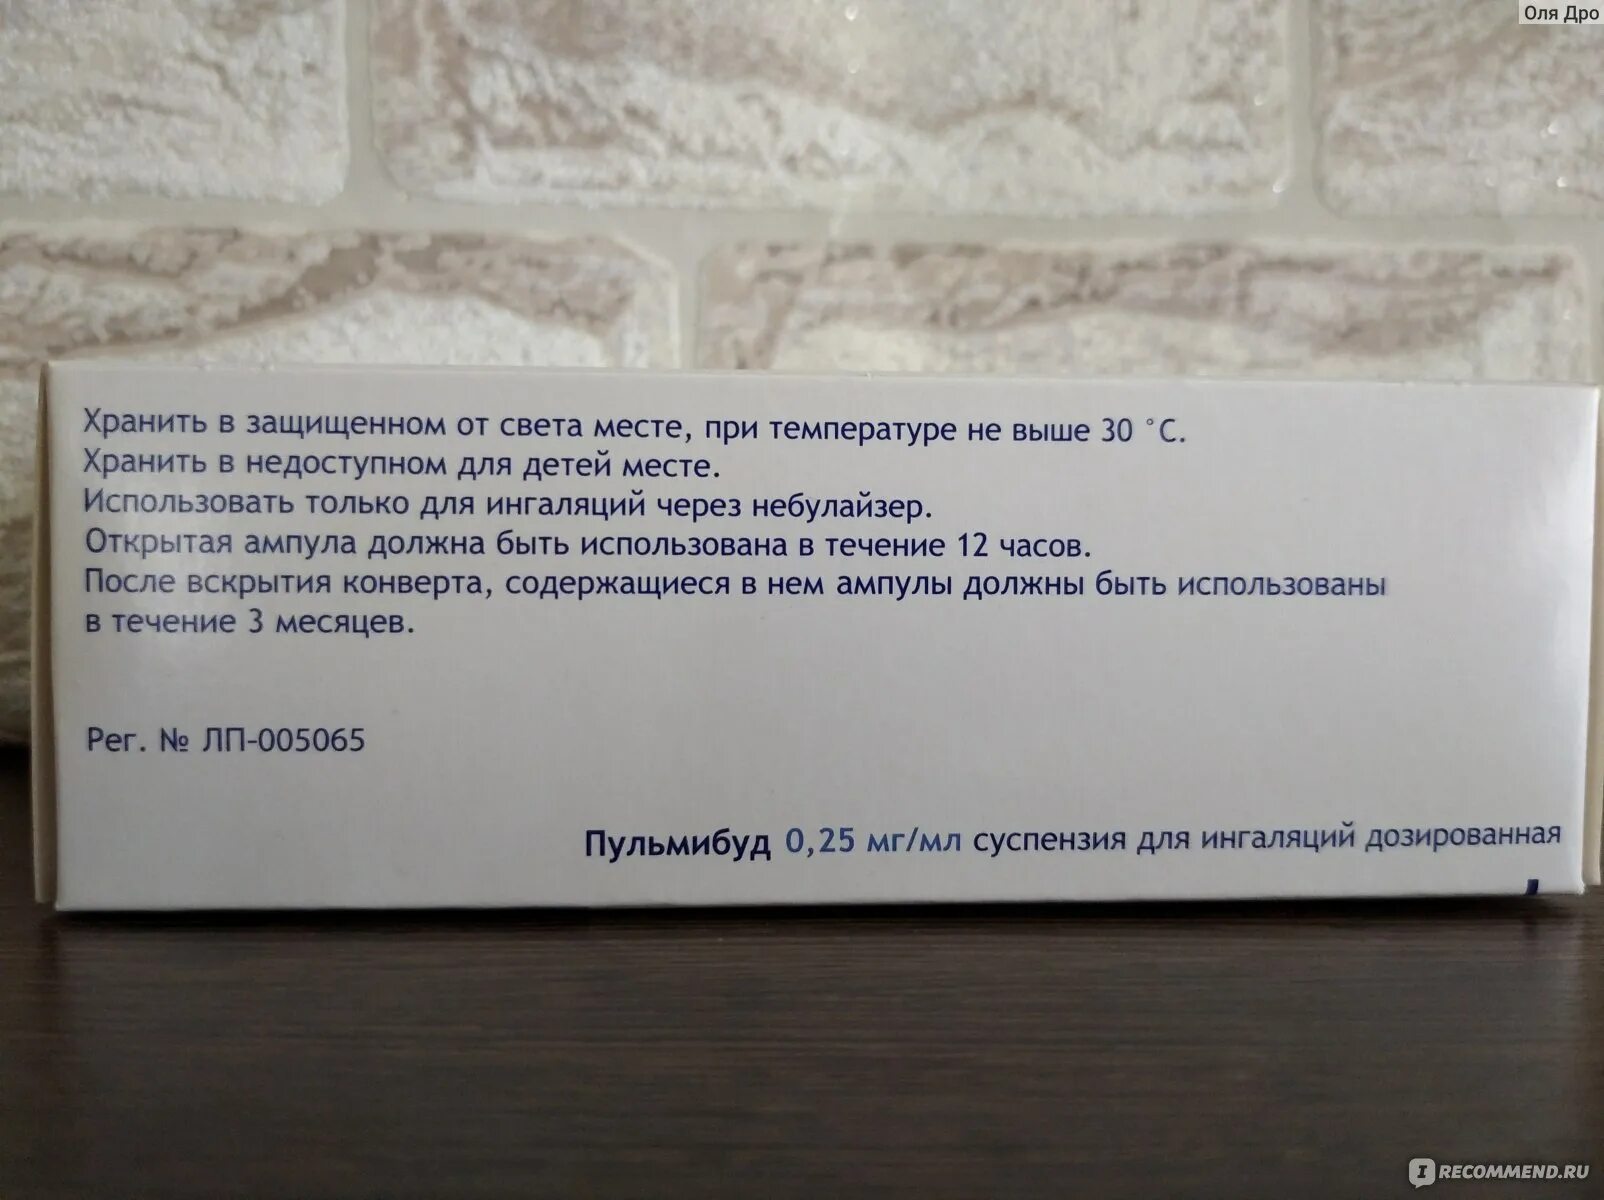 Оля Дро
Хранить в защищенном от света месте, при температуре не выше 30 °С.
Хранить в недоступном для детей месте.
Использовать только для ингаляций через небулайзер.
Открытая ампула должна быть использована в течение 12 часов.
После вскрытия конверта, содержащиеся в нем ампулы должны быть использованы
в течение 3 месяцев.
Рег. № ЛП-005065
Пульмибуд 0,25 мг/мл суспензия для ингаляций дозированная
IRECOMMEND.RU